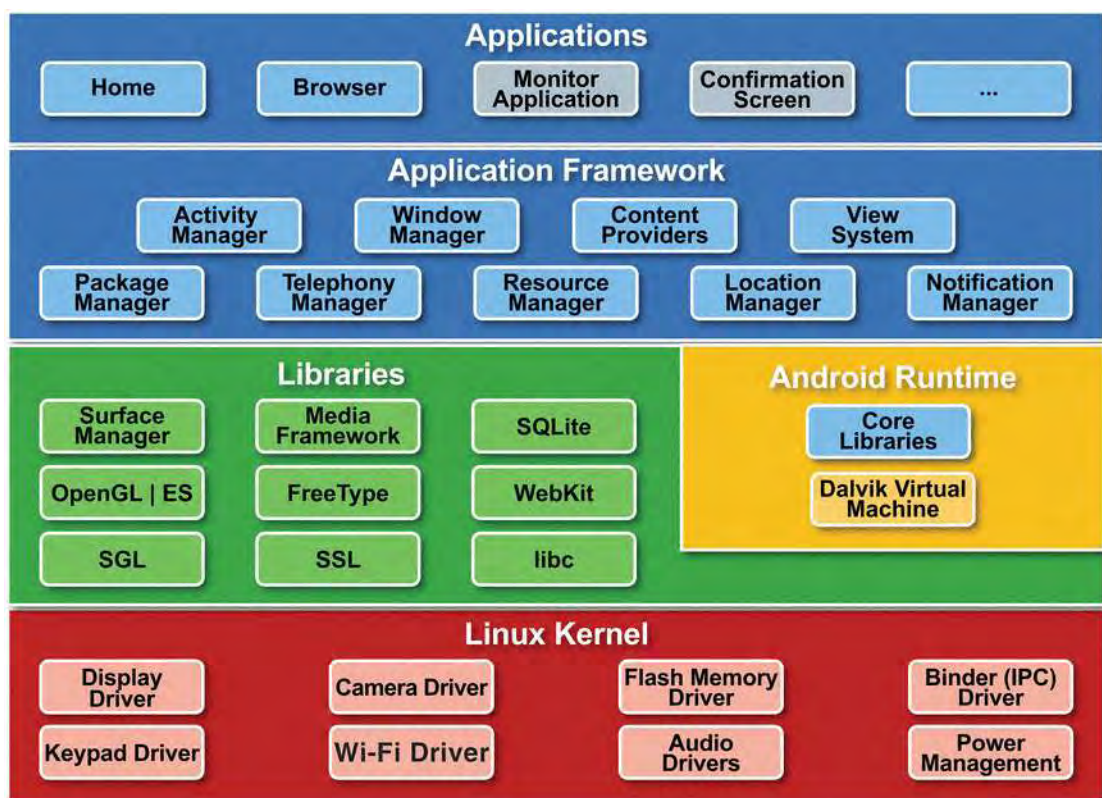 Applications
Home
Browser
Monitor
Application
Confirmation
Screen
...
Application Framework
Activity
Manager
Window
Manager
Content
Providers
View
System
Package
Manager
Telephony
Manager
Resource
Manager
Location
Manager
Notification
Manager
Libraries
Surface
Manager
Media
Framework
SQLite
OpenGL | ES
FreeType
WebKit
SGL
SSL
libc
Android Runtime
Core
Libraries
Dalvik Virtual
Machine
Linux Kernel
Display
Driver
Camera Driver
Flash Memory
Driver
Binder (IPC)
Driver
Keypad Driver
Wi-Fi Driver
Audio
Drivers
Power
Management